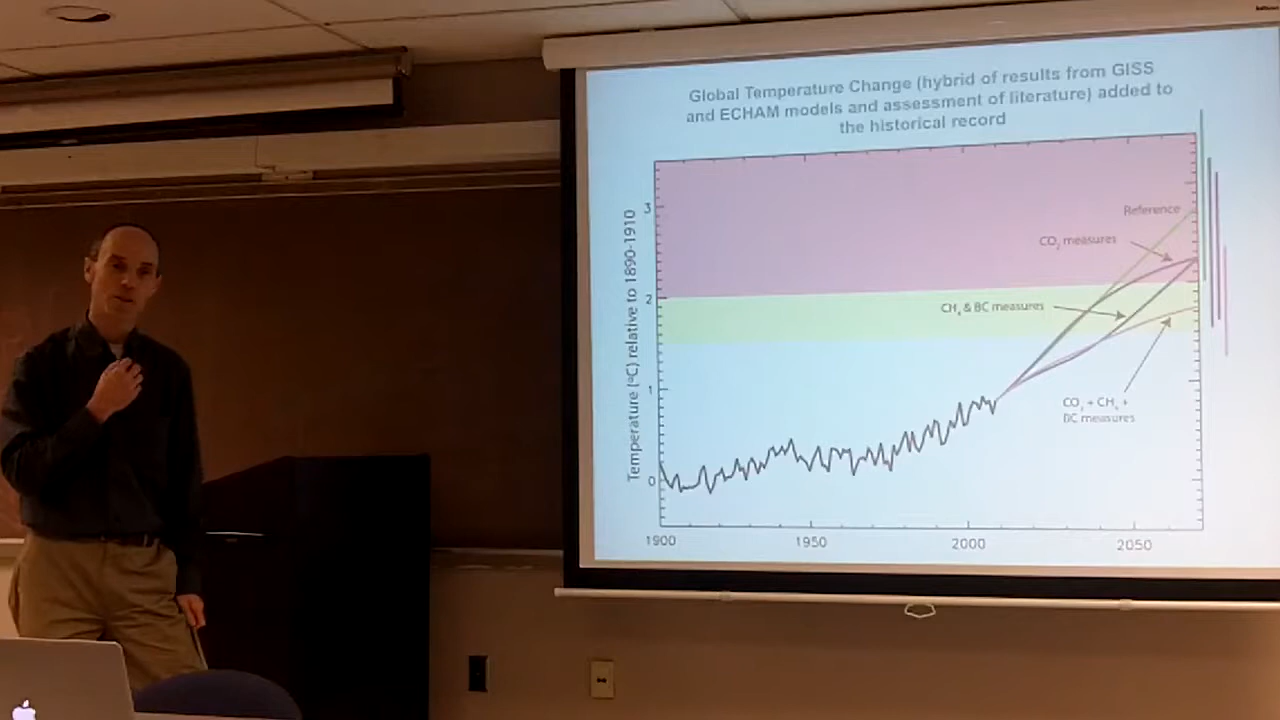 Global Temperature Change (hybrid of results from GISS
and ECHAM models and assessment of literature) added to
the historical record
Temperature (ºC) relative to 1890-1910
3
2
1
0
Reference
CO₂ measures
CH₄ & BC measures
CO₂ + CH₄ +
BC measures
1900
1950
2000
2050